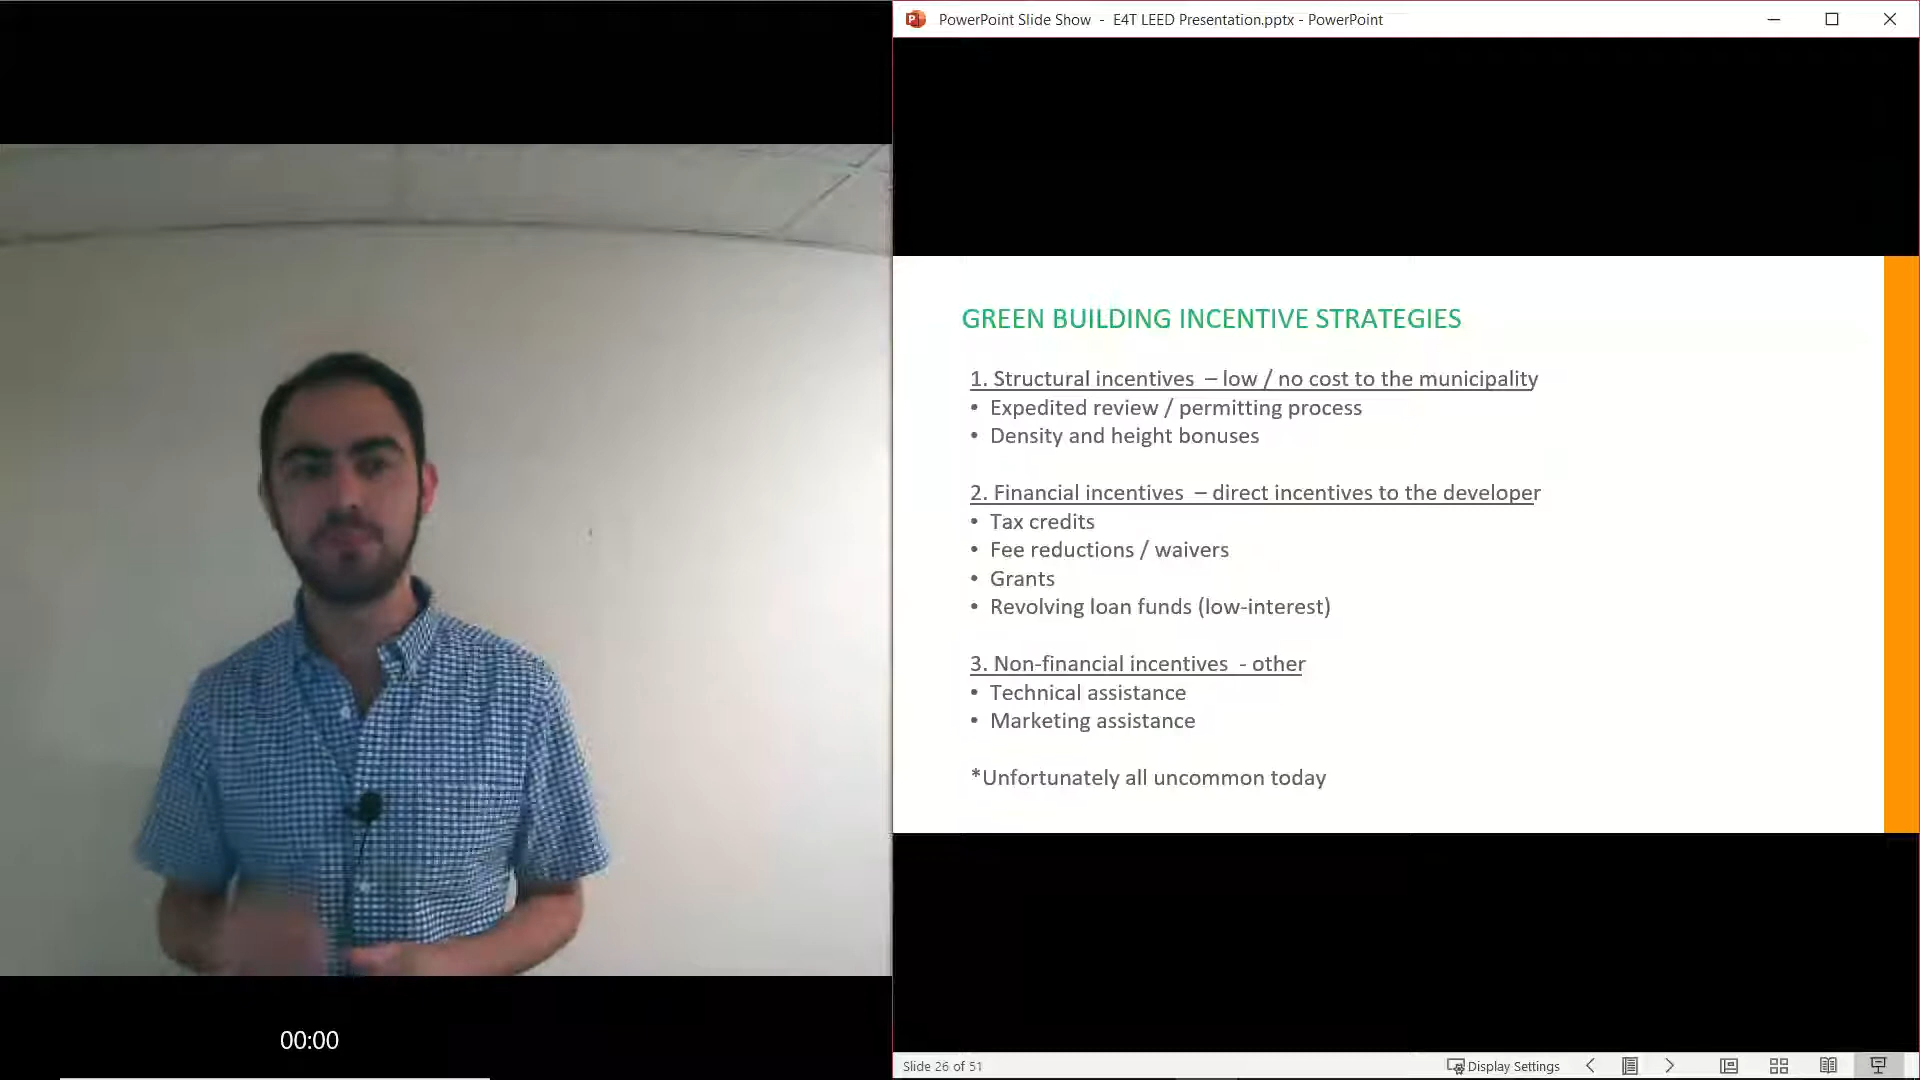 PowerPoint Slide Show - E4T LEED Presentation.pptx - PowerPoint
GREEN BUILDING INCENTIVE STRATEGIES
1. Structural incentives – low / no cost to the municipality
• Expedited review / permitting process
• Density and height bonuses
2. Financial incentives – direct incentives to the developer
• Tax credits
• Fee reductions / waivers
• Grants
• Revolving loan funds (low-interest)
3. Non-financial incentives - other
• Technical assistance
• Marketing assistance
*Unfortunately all uncommon today
00:00
Slide 26 of 51
Display Settings